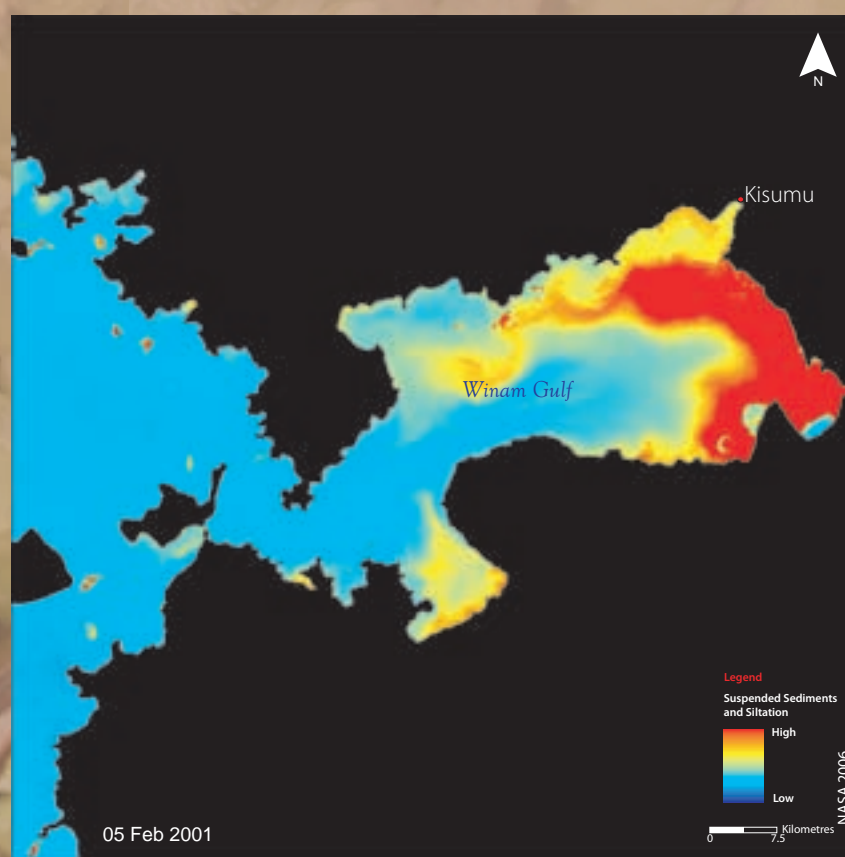 N
Kisumu
Winam Gulf
Legend
Suspended Sediments
and Siltation
High
Low
NASA 2006
Kilometres
0 7.5
05 Feb 2001